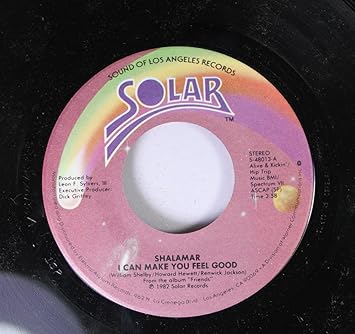 SOUND OF LOS ANGELES RECORDS
SOLAR
TM
Produced by
Leon F. Sylvers, III
Executive Producer:
Dick Griffey
STEREO
S-48013-A
Alive & Kickin'/
Hip Trip
Music BMI/
Spectrum VII
ASCAP (SP)
Time 3:58
SHALAMAR
I CAN MAKE YOU FEEL GOOD
(William Shelby/Howard Hewett/Renwick Jackson)
From the album "Friends"
© 1982 Solar Records